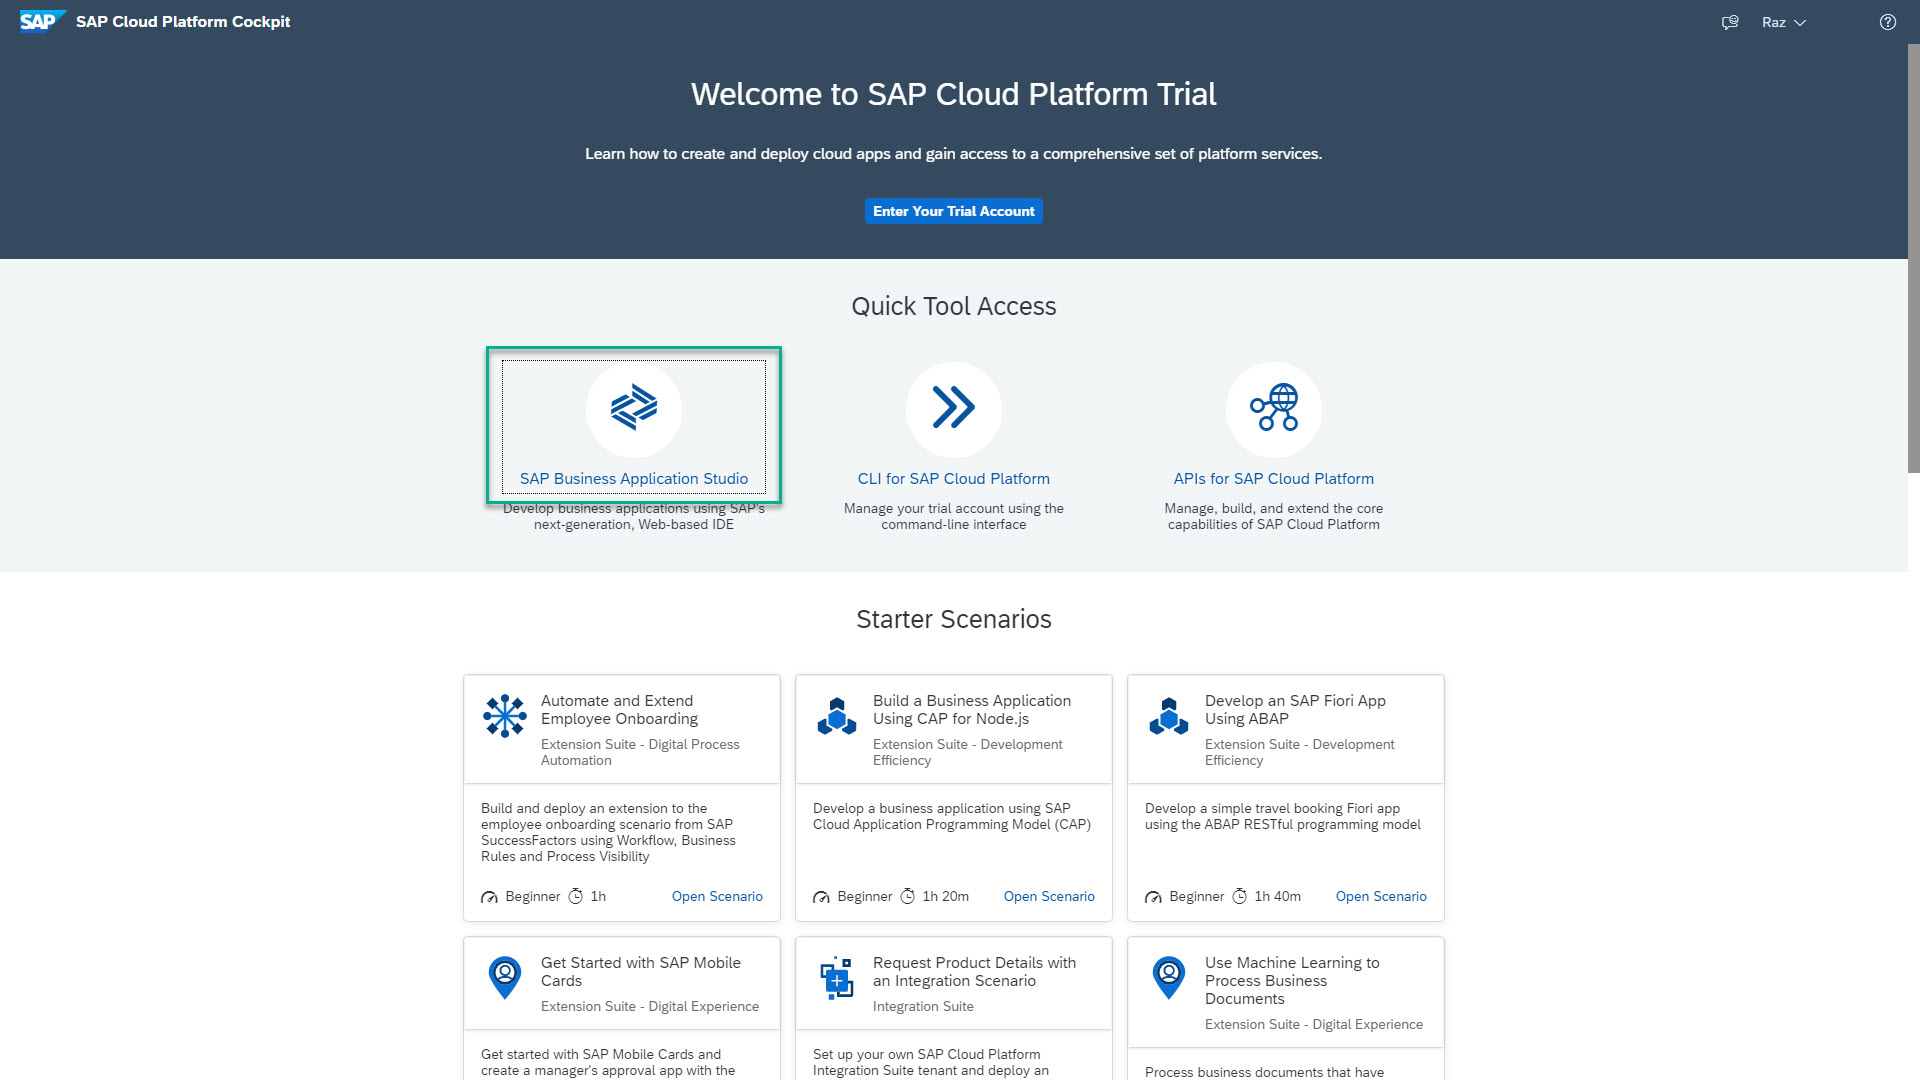 SAP SAP Cloud Platform Cockpit
Raz
Welcome to SAP Cloud Platform Trial
Learn how to create and deploy cloud apps and gain access to a comprehensive set of platform services.
Enter Your Trial Account
Quick Tool Access
SAP Business Application Studio
Develop business applications using SAP's
next-generation, Web-based IDE
CLI for SAP Cloud Platform
Manage your trial account using the
command-line interface
APIs for SAP Cloud Platform
Manage, build, and extend the core
capabilities of SAP Cloud Platform
Starter Scenarios
Automate and Extend
Employee Onboarding
Extension Suite - Digital Process
Automation
Build and deploy an extension to the
employee onboarding scenario from SAP
SuccessFactors using Workflow, Business
Rules and Process Visibility
Beginner 1h Open Scenario
Build a Business Application
Using CAP for Node.js
Extension Suite - Development
Efficiency
Develop a business application using SAP
Cloud Application Programming Model (CAP)
Beginner 1h 20m Open Scenario
Develop an SAP Fiori App
Using ABAP
Extension Suite - Development
Efficiency
Develop a simple travel booking Fiori app
using the ABAP RESTful programming model
Beginner 1h 40m Open Scenario
Get Started with SAP Mobile
Cards
Extension Suite - Digital Experience
Get started with SAP Mobile Cards and
create a manager's approval app with the
Request Product Details with
an Integration Scenario
Integration Suite
Set up your own SAP Cloud Platform
Integration Suite tenant and deploy an
Use Machine Learning to
Process Business
Documents
Extension Suite - Digital Experience
Process business documents that have